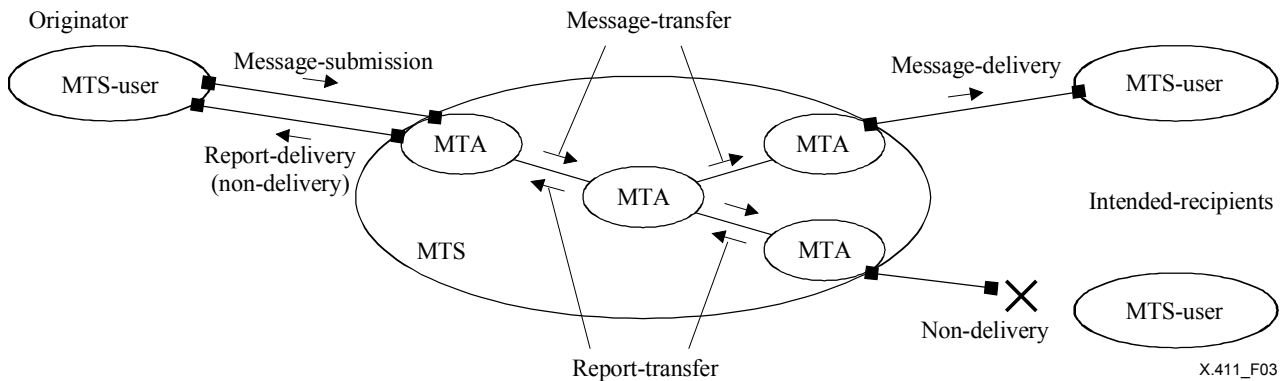 Originator
Message-transfer
Message-submission
MTS-user
Message-delivery
MTS-user
Report-delivery
(non-delivery)
MTA
MTA
MTA
Intended-recipients
MTS
MTA
Non-delivery
MTS-user
Report-transfer
X.411_F03